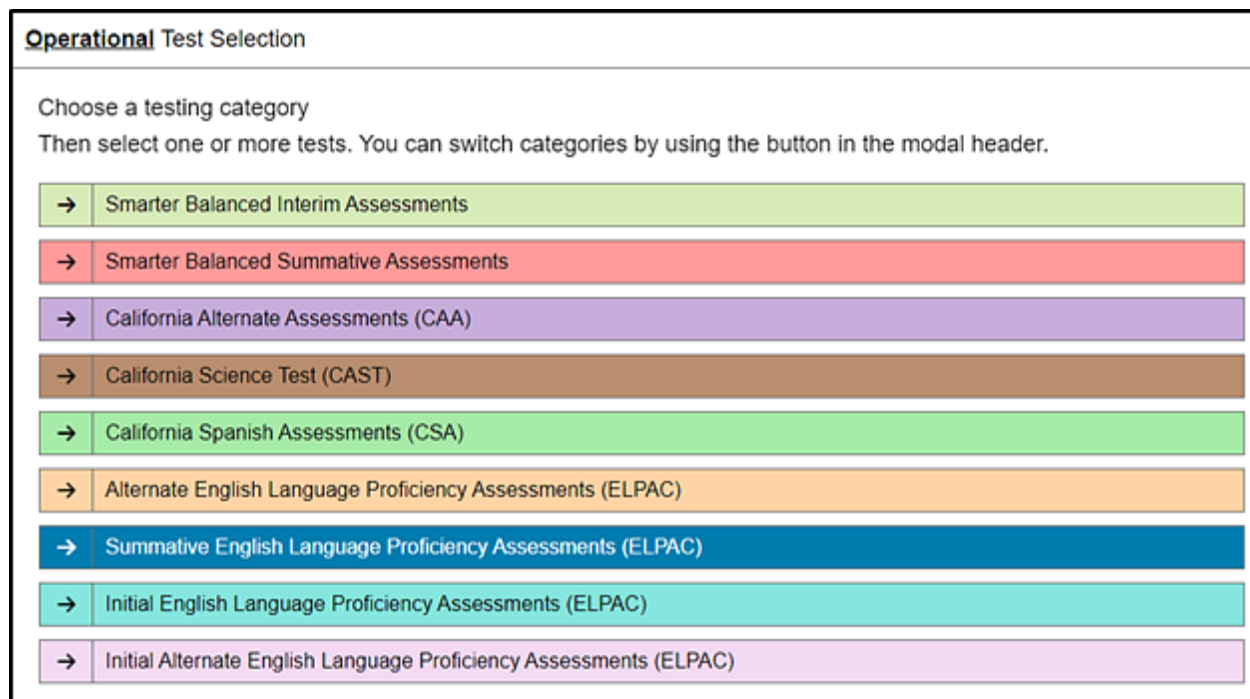 Operational Test Selection
Choose a testing category
Then select one or more tests. You can switch categories by using the button in the modal header.
→ Smarter Balanced Interim Assessments
→ Smarter Balanced Summative Assessments
→ California Alternate Assessments (CAA)
→ California Science Test (CAST)
→ California Spanish Assessments (CSA)
→ Alternate English Language Proficiency Assessments (ELPAC)
→ Summative English Language Proficiency Assessments (ELPAC)
→ Initial English Language Proficiency Assessments (ELPAC)
→ Initial Alternate English Language Proficiency Assessments (ELPAC)